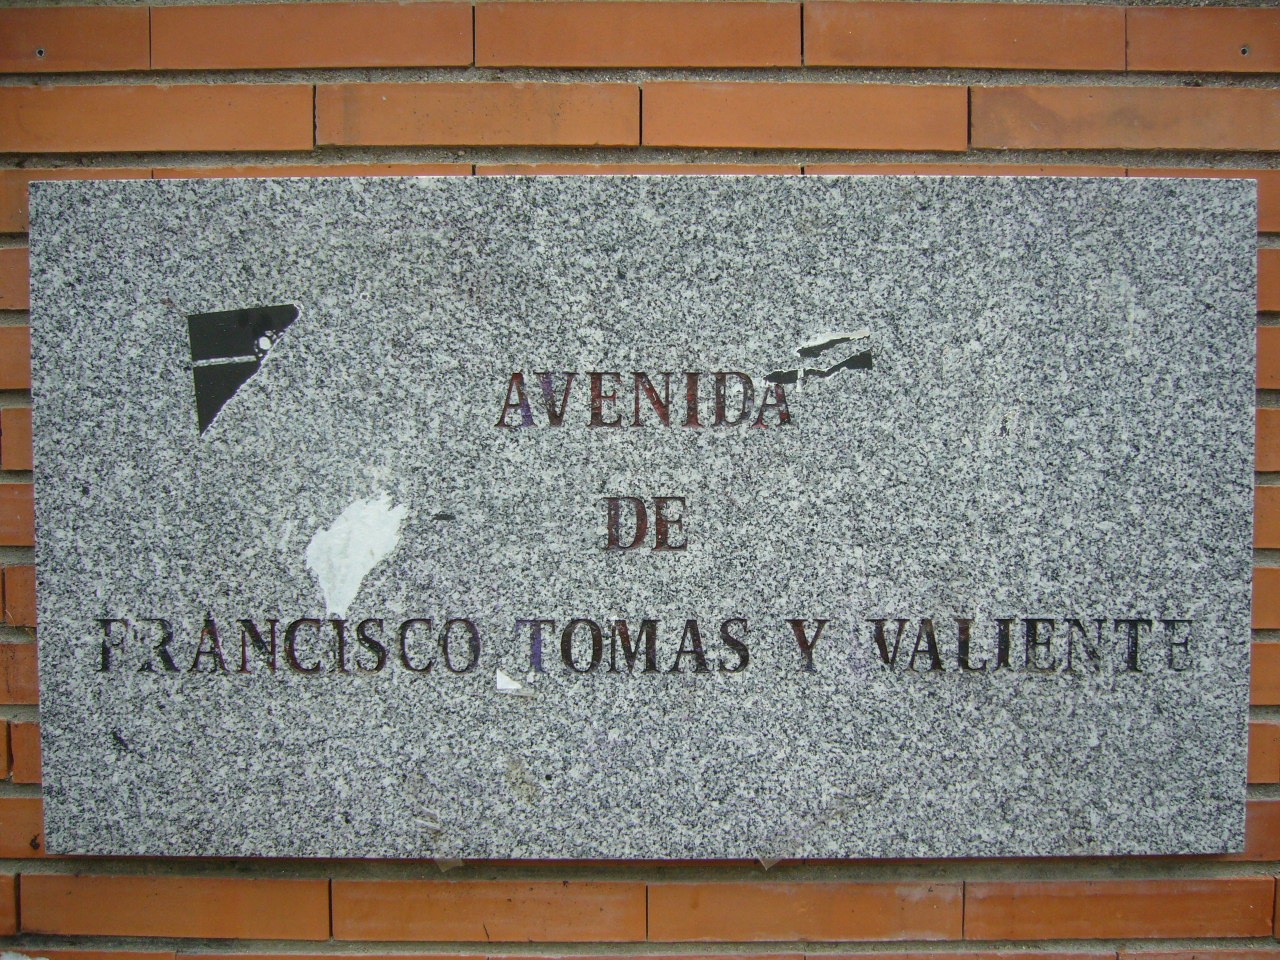 AVENIDA
DE
FRANCISCO TOMAS Y VALIENTE